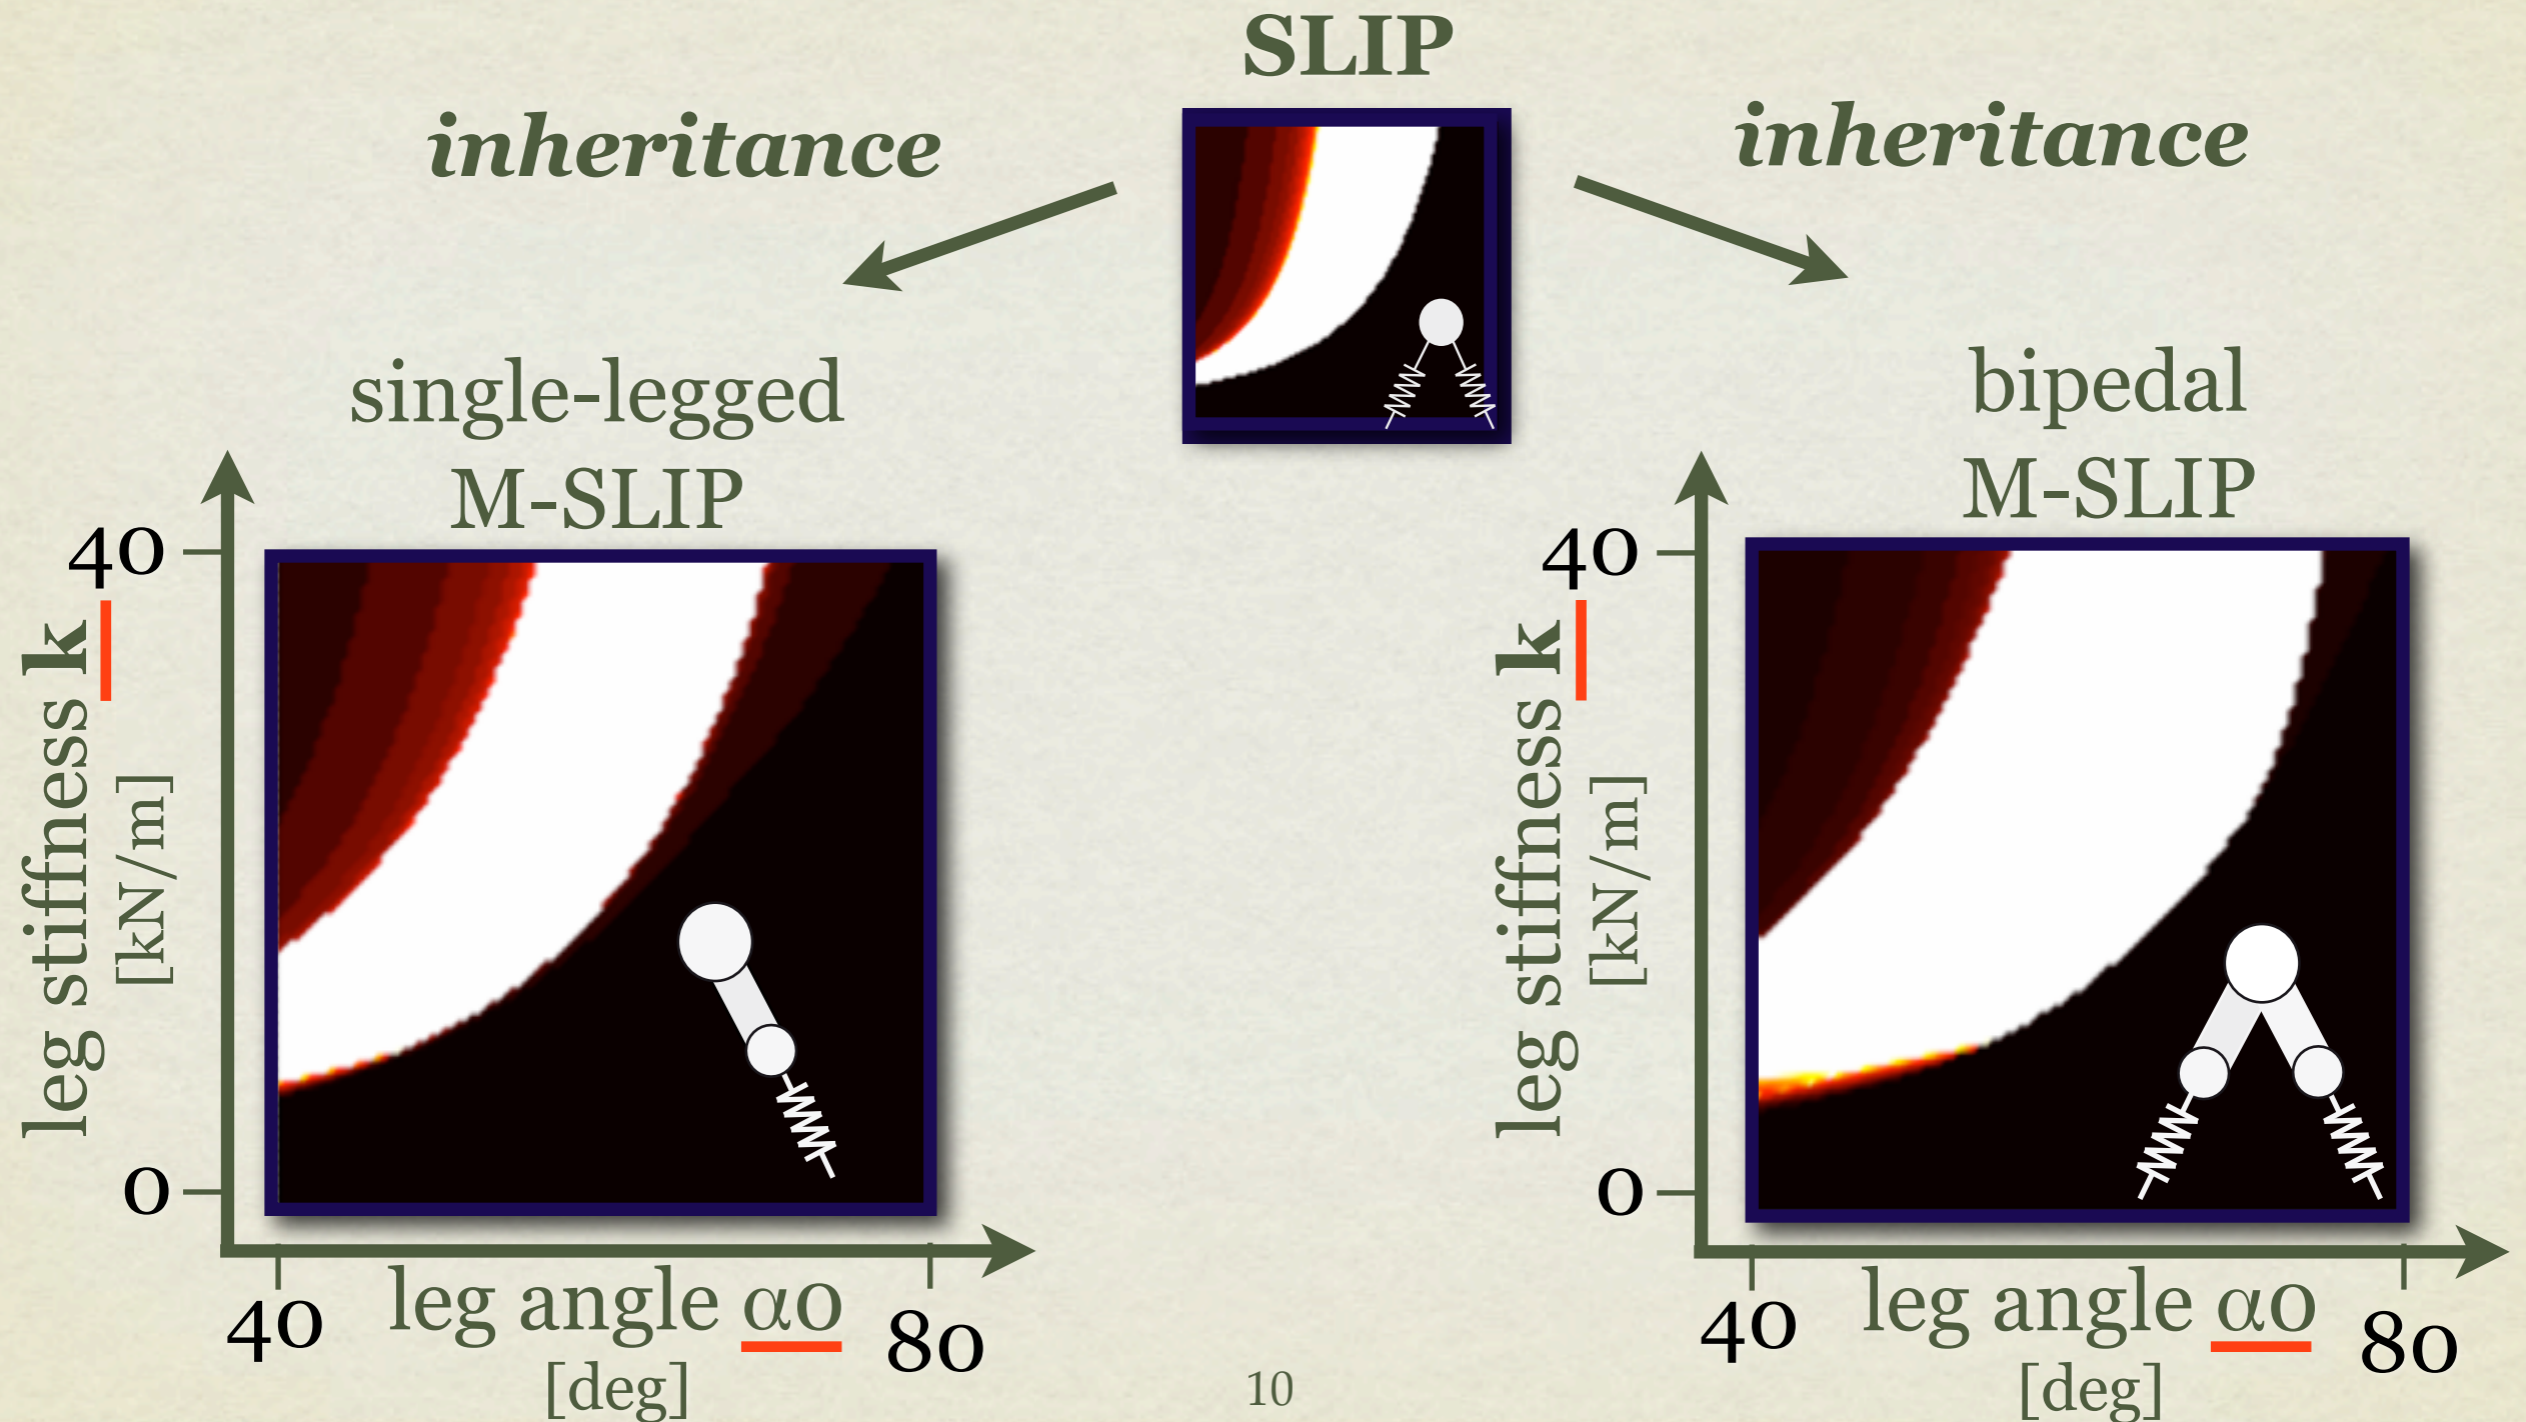 SLIP
inheritance
inheritance
single-legged
M-SLIP
bipedal
M-SLIP
40
leg stiffness k
[kN/m]
0
40
leg angle α0
80
[deg]
40
leg stiffness k
[kN/m]
0
40
leg angle α0
80
[deg]
10